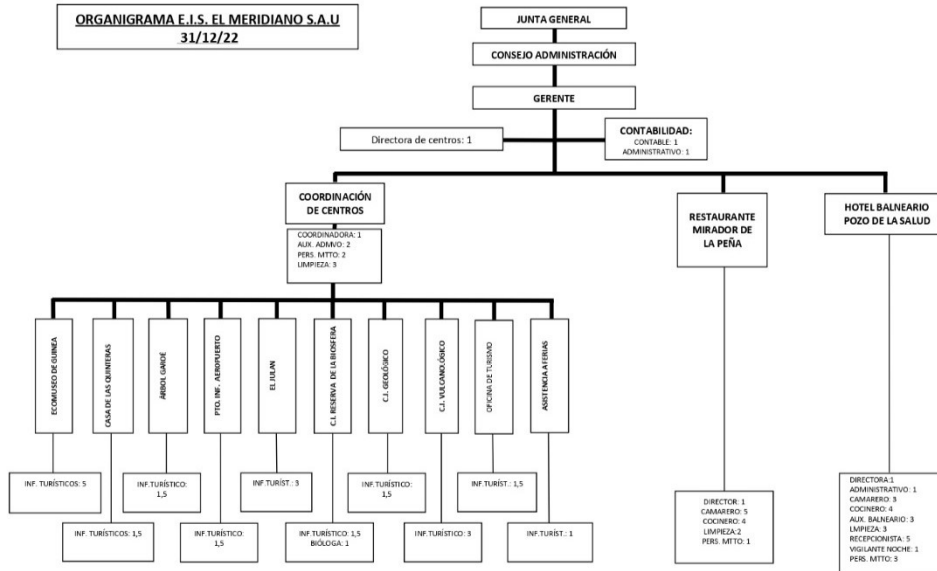 ORGANIGRAMA E.I.S. EL MERIDIANO S.A.U
31/12/22
JUNTA GENERAL
CONSEJO ADMINISTRACIÓN
GERENTE
Directora de centros: 1
CONTABILIDAD:
CONTABLE: 1
ADMINISTRATIVO: 1
COORDINACIÓN
DE CENTROS
COORDINADORA: 1
AUX. ADMVO: 2
PERS. MTTO: 2
LIMPIEZA: 3
RESTAURANTE
MIRADOR DE
LA PEÑA
HOTEL BALNEARIO
POZO DE LA SALUD
ECOMUSEO DE GUINEA
CASA DE LAS QUINTERAS
ÁRBOL GAROÉ
PTO. INF. AEROPUERTO
EL JULAN
C.I. RESERVA DE LA BIOSFERA
C.I. GEOLÓGICO
C.I. VULCANOLÓGICO
OFICINA DE TURISMO
ASISTENCIA A FERIAS
INF. TURÍSTICOS: 5
INF. TURÍSTICOS: 1,5
INF.TURÍSTICO:
1,5
INF. TURÍSTICO:
1,5
INF.TURÍST.: 3
INF. TURÍSTICO: 1,5
BIÓLOGA: 1
INF.TURÍSTICO:
1,5
INF. TURÍSTICO: 3
INF.TURÍST.: 1,5
INF.TURÍST.: 1
DIRECTOR: 1
CAMARERO: 5
COCINERO: 4
LIMPIEZA:2
PERS. MTTO: 1
DIRECTORA:1
ADMINISTRATIVO: 1
CAMARERO: 3
COCINERO: 4
AUX. BALNEARIO: 3
LMPIEZA: 3
RECEPCIONISTA: 5
VIGILANTE NOCHE: 1
PERS. MTTO: 3